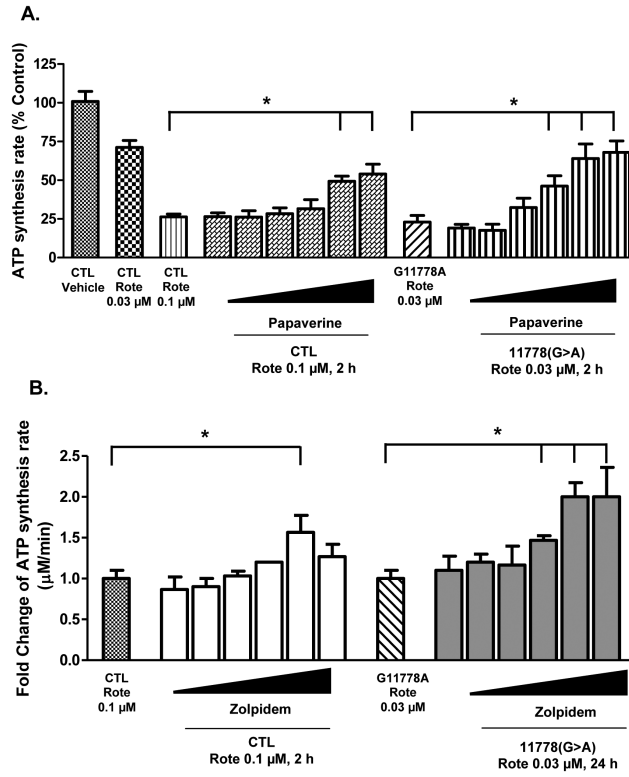 A.
ATP synthesis rate (% Control)
125
100
75
50
25
0
*
*
CTL
Vehicle
CTL
Rote
0.03 µM
CTL
Rote
0.1 µM
G11778A
Rote
0.03 µM
Papaverine
CTL
Rote 0.1 µM, 2 h
Papaverine
11778(G>A)
Rote 0.03 µM, 2 h
B.
Fold Change of ATP synthesis rate
(µM/min)
2.5
2.0
1.5
1.0
0.5
0.0
*
*
CTL
Rote
0.1 µM
G11778A
Rote
0.03 µM
Zolpidem
CTL
Rote 0.1 µM, 2 h
Zolpidem
11778(G>A)
Rote 0.03 µM, 24 h